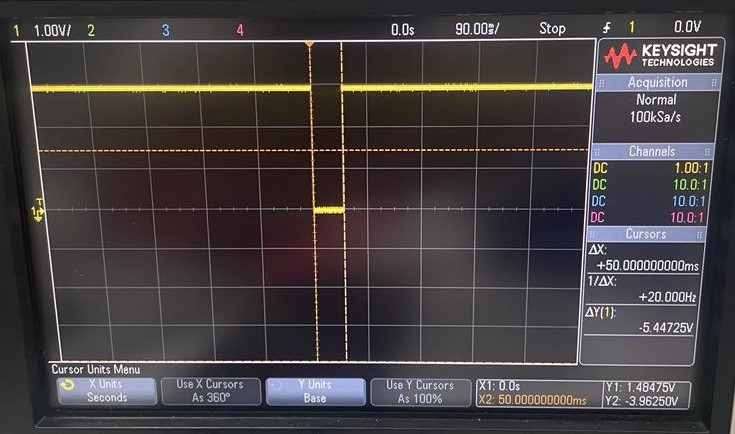 1 1.00V/ 2 3 4 0.0s 90.00ms/ Stop 1 0.0V
KEYSIGHT
TECHNOLOGIES
Acquisition
Normal
100kSa/s
Channels
DC 1.00:1
DC 10.0:1
DC 10.0:1
DC 10.0:1
Cursors
ΔX:
+50.000000000ms
1/ΔX:
+20.000Hz
ΔY(1):
-5.44725V
T
1
Cursor Units Menu
X Units
Seconds
Use X Cursors
As 360°
Y Units
Base
Use Y Cursors
As 100%
X1: 0.0s
X2: 50.000000000ms
Y1: 1.48475V
Y2: -3.96250V